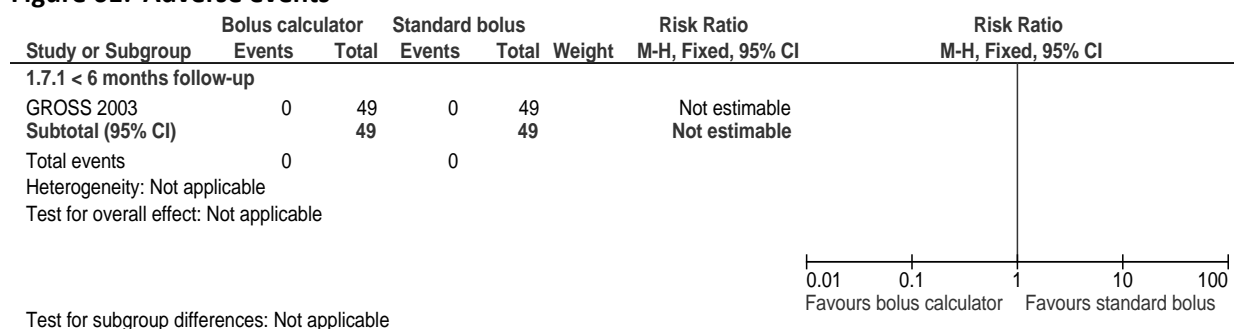 Bolus calculator Standard bolus Risk Ratio Risk Ratio
Study or Subgroup Events Total Events Total Weight M-H, Fixed, 95% CI M-H, Fixed, 95% CI
1.7.1 < 6 months follow-up
GROSS 2003 0 49 0 49 Not estimable
Subtotal (95% CI) 49 49 Not estimable
Total events 0 0
Heterogeneity: Not applicable
Test for overall effect: Not applicable
0.01 0.1 1 10 100
Favours bolus calculator Favours standard bolus
Test for subgroup differences: Not applicable